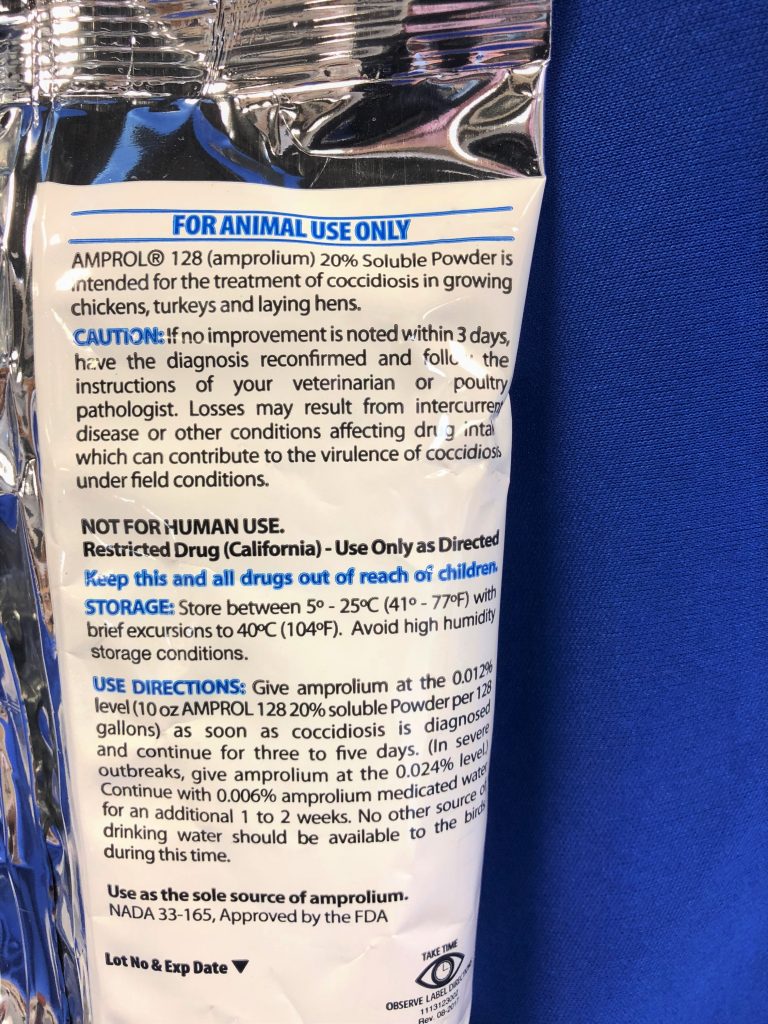 FOR ANIMAL USE ONLY
AMPROL® 128 (amprolium) 20% Soluble Powder is
intended for the treatment of coccidiosis in growing
chickens, turkeys and laying hens.
CAUTION: If no improvement is noted within 3 days,
have the diagnosis reconfirmed and the
instructions of your veterinarian or poultry
pathologist. Losses may result from
disease or other conditions affecting drug
which can contribute to the virulence of coccidiosis
under field conditions.
NOT FOR HUMAN USE.
Restricted Drug (California) - Use Only as Directed
Keep this and all drugs out of reach of children.
STORAGE: Store between 5º - 25ºC (41º - 77ºF) with
brief excursions to 40ºC (104ºF). Avoid high humidity
storage conditions.
USE DIRECTIONS: Give amprolium at the 0.012%
level (10 oz AMPROL 128 20% soluble Powder per 128
gallons) as soon as coccidiosis is diagnosed
and continue for three to five days. (In severe
outbreaks, give amprolium at the 0.024% level.)
Continue with 0.006% amprolium medicated water
for an additional 1 to 2 weeks. No other source of
drinking water should be available to the birds
during this time.
Use as the sole source of amprolium.
NADA 33-165, Approved by the FDA
Lot No & Exp Date ▼
TAKE TIME
OBSERVE LABEL
Rev. 08-